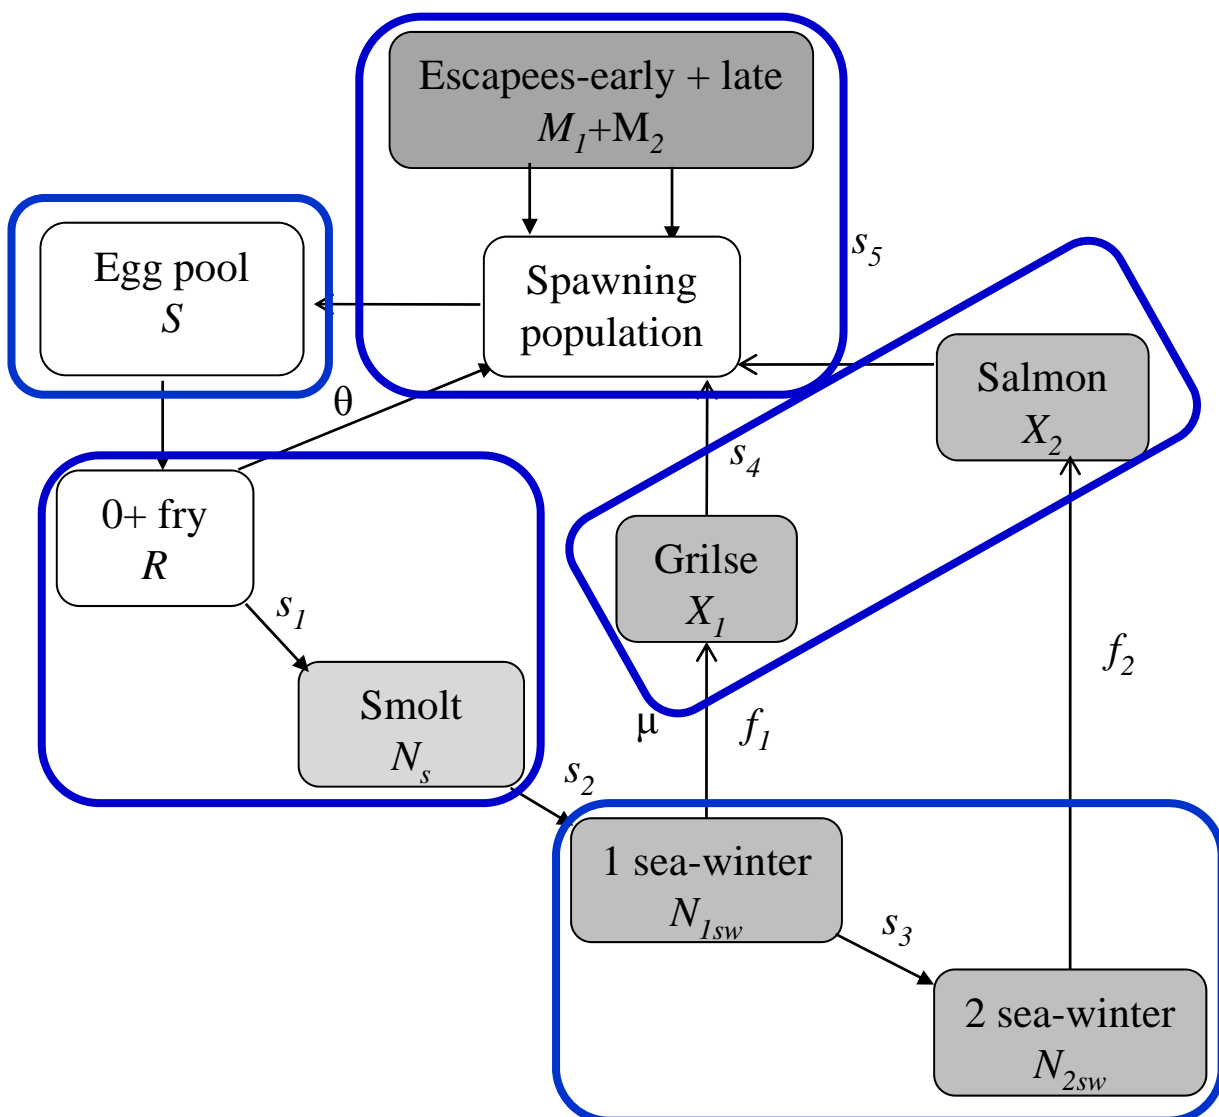 Escapees-early + late
M₁+M₂
s₅
Egg pool
S
Spawning
population
Salmon
X₂
θ
s₄
0+ fry
R
Grilse
X₁
s₁
f₂
Smolt
Nₛ
μ
f₁
s₂
1 sea-winter
N₁sw
s₃
2 sea-winter
N₂sw